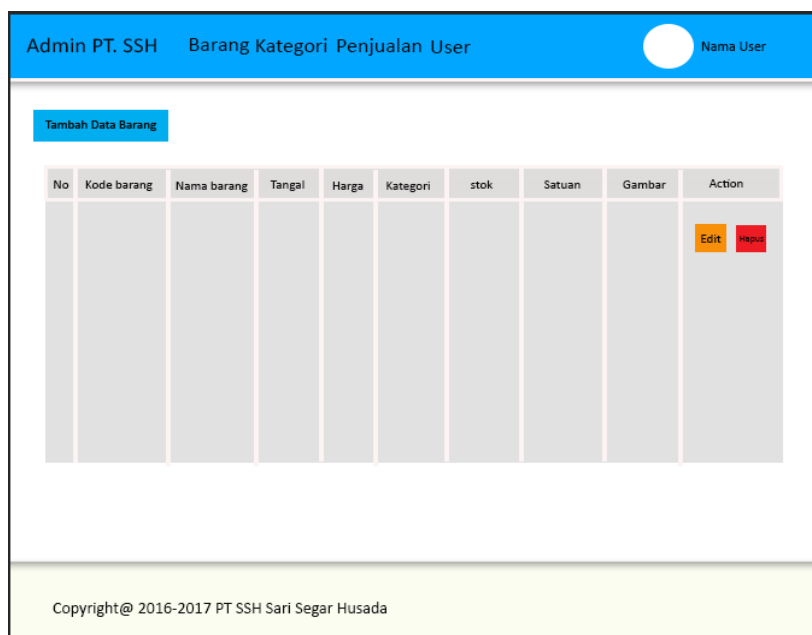 Admin PT. SSH Barang Kategori Penjualan User Nama User
Tambah Data Barang
No Kode barang Nama barang Tangal Harga Kategori stok Satuan Gambar Action
Edit Hapus
Copyright@ 2016-2017 PT SSH Sari Segar Husada